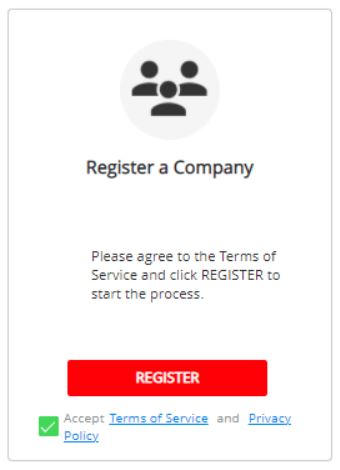 Register a Company
Please agree to the Terms of
Service and click REGISTER to
start the process.
REGISTER
Accept Terms of Service and Privacy
Policy